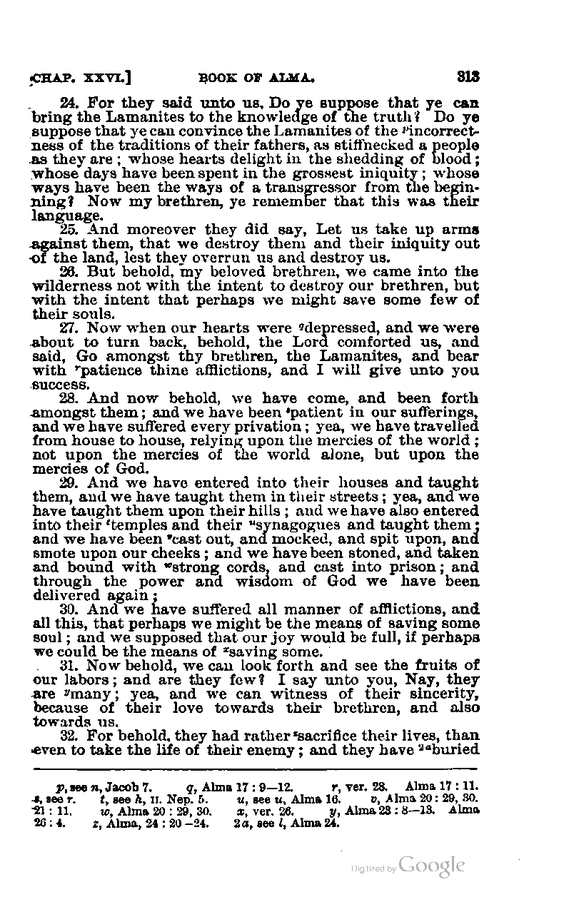 CHAP. XXVI.] BOOK OF ALMA. 313
24. For they said unto us, Do ye suppose that ye can
bring the Lamanites to the knowledge of the truth? Do ye
suppose that ye can convince the Lamanites of the ᵖincorrect-
ness of the traditions of their fathers, as stiffnecked a people
as they are; whose hearts delight in the shedding of blood;
whose days have been spent in the grossest iniquity; whose
ways have been the ways of a transgressor from the begin-
ning? Now my brethren, ye remember that this was their
language.
25. And moreover they did say, Let us take up arms
against them, that we destroy them and their iniquity out
of the land, lest they overrun us and destroy us.
26. But behold, my beloved brethren, we came into the
wilderness not with the intent to destroy our brethren, but
with the intent that perhaps we might save some few of
their souls.
27. Now when our hearts were ᑫdepressed, and we were
about to turn back, behold, the Lord comforted us, and
said, Go amongst thy brethren, the Lamanites, and bear
with ʳpatience thine afflictions, and I will give unto you
success.
28. And now behold, we have come, and been forth
amongst them; and we have been ˢpatient in our sufferings,
and we have suffered every privation; yea, we have travelled
from house to house, relying upon the mercies of the world;
not upon the mercies of the world alone, but upon the
mercies of God.
29. And we have entered into their houses and taught
them, and we have taught them in their streets; yea, and we
have taught them upon their hills; and we have also entered
into their ᵗtemples and their ᵘsynagogues and taught them;
and we have been ᵛcast out, and mocked, and spit upon, and
smote upon our cheeks; and we have been stoned, and taken
and bound with ʷstrong cords, and cast into prison; and
through the power and wisdom of God we have been
delivered again;
30. And we have suffered all manner of afflictions, and
all this, that perhaps we might be the means of saving some
soul; and we supposed that our joy would be full, if perhaps
we could be the means of ˣsaving some.
31. Now behold, we can look forth and see the fruits of
our labors; and are they few? I say unto you, Nay, they
are ʸmany; yea, and we can witness of their sincerity,
because of their love towards their brethren, and also
towards us.
32. For behold, they had rather ᶻsacrifice their lives, than
even to take the life of their enemy; and they have ²ᵃburied
p, see n, Jacob 7. q, Alma 17 : 9—12. r, ver. 28. Alma 17 : 11.
s, see r. t, see h, II. Nep. 5. u, see u, Alma 16. v, Alma 20 : 29, 30.
21 : 11. w, Alma 20 : 29, 30. x, ver. 26. y, Alma 23 : 8—13. Alma
26 : 4. z, Alma, 24 : 20—24. 2a, see l, Alma 24.
Digitized by Google